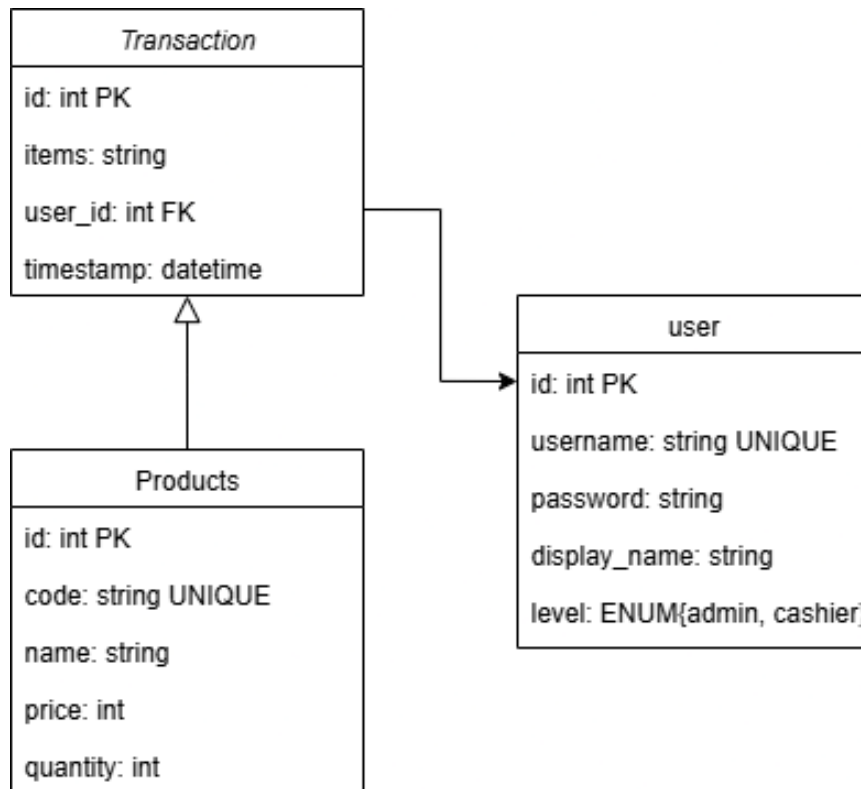 Transaction
id: int PK
items: string
user_id: int FK
timestamp: datetime
user
id: int PK
username: string UNIQUE
password: string
display_name: string
level: ENUM{admin, cashier}
Products
id: int PK
code: string UNIQUE
name: string
price: int
quantity: int